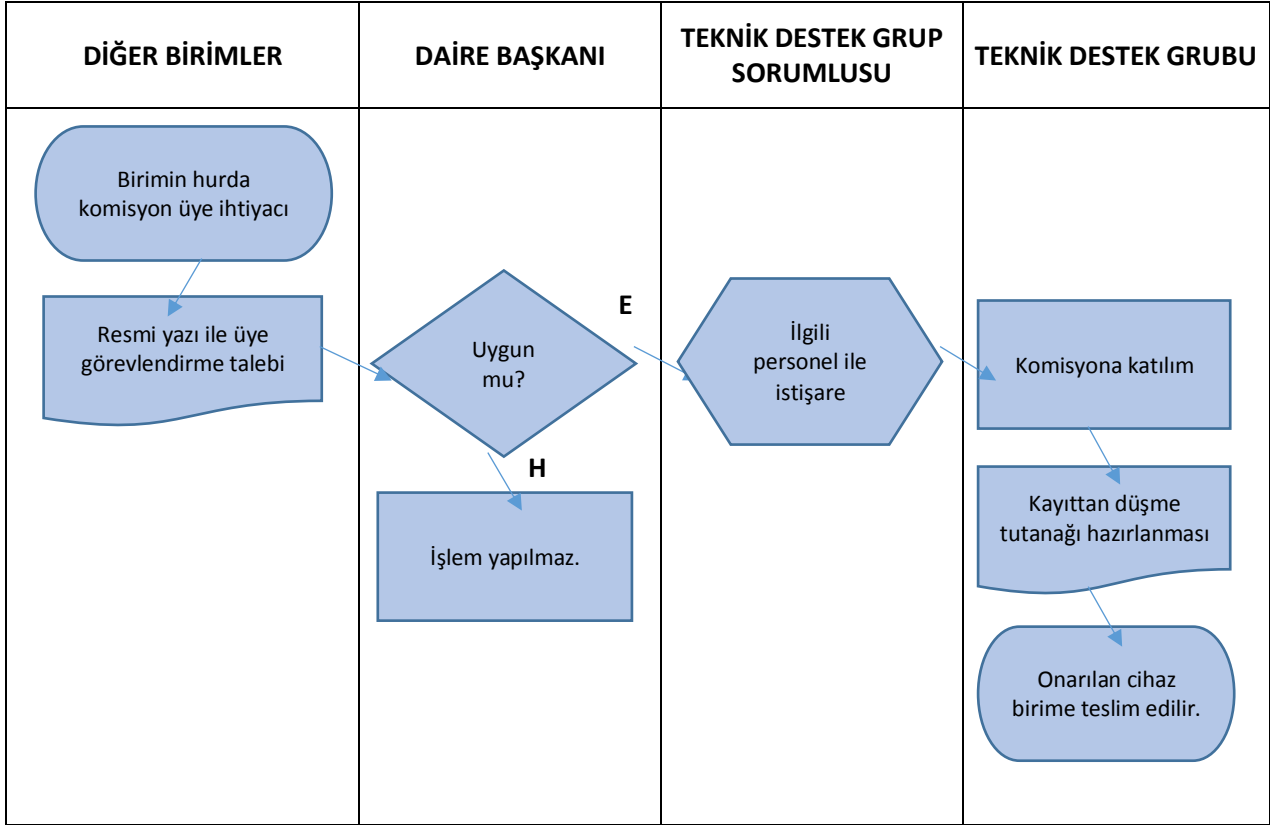 DİĞER BİRİMLER
DAİRE BAŞKANI
TEKNİK DESTEK GRUP
SORUMLUSU
TEKNİK DESTEK GRUBU
Birimin hurda
komisyon üye ihtiyacı
Resmi yazı ile üye
görevlendirme talebi
Uygun
mu?
E
H
İşlem yapılmaz.
İlgili
personel ile
istişare
Komisyona katılım
Kayıttan düşme
tutanağı hazırlanması
Onarılan cihaz
birime teslim edilir.